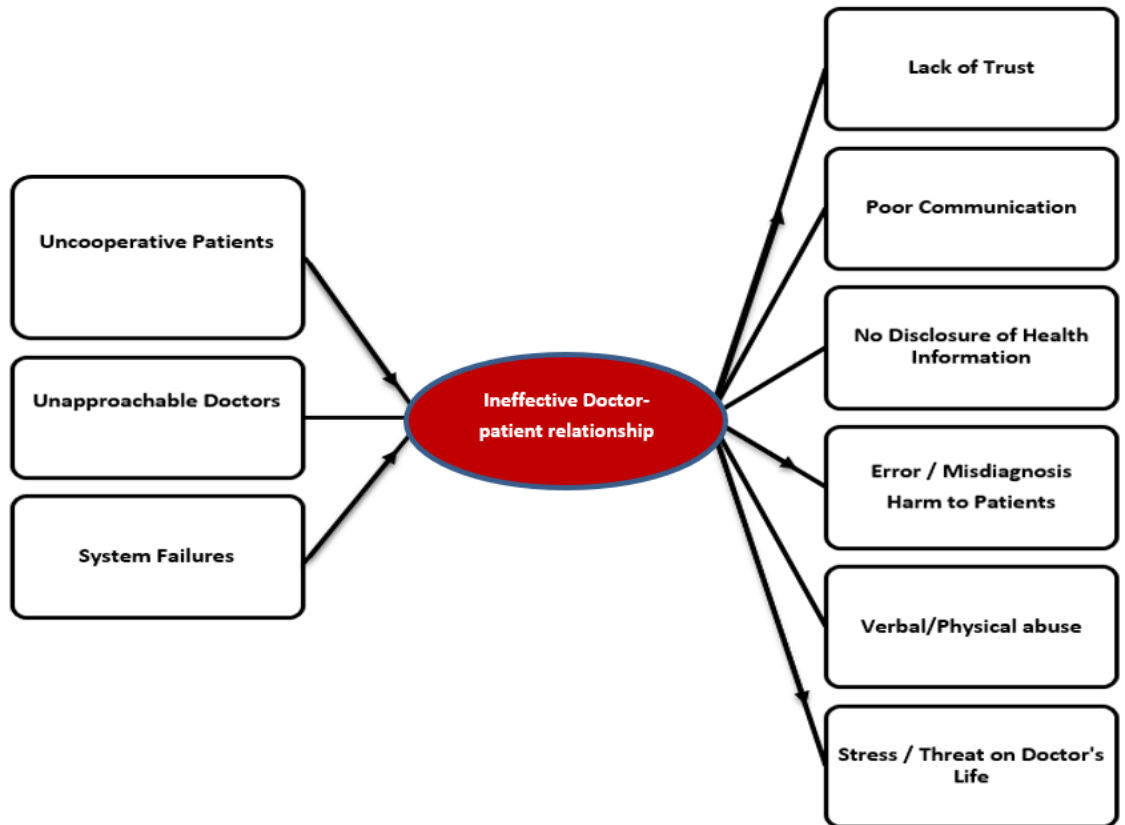 Uncooperative Patients
Unapproachable Doctors
System Failures
Ineffective Doctor-
patient relationship
Lack of Trust
Poor Communication
No Disclosure of Health
Information
Error / Misdiagnosis
Harm to Patients
Verbal/Physical abuse
Stress / Threat on Doctor's
Life